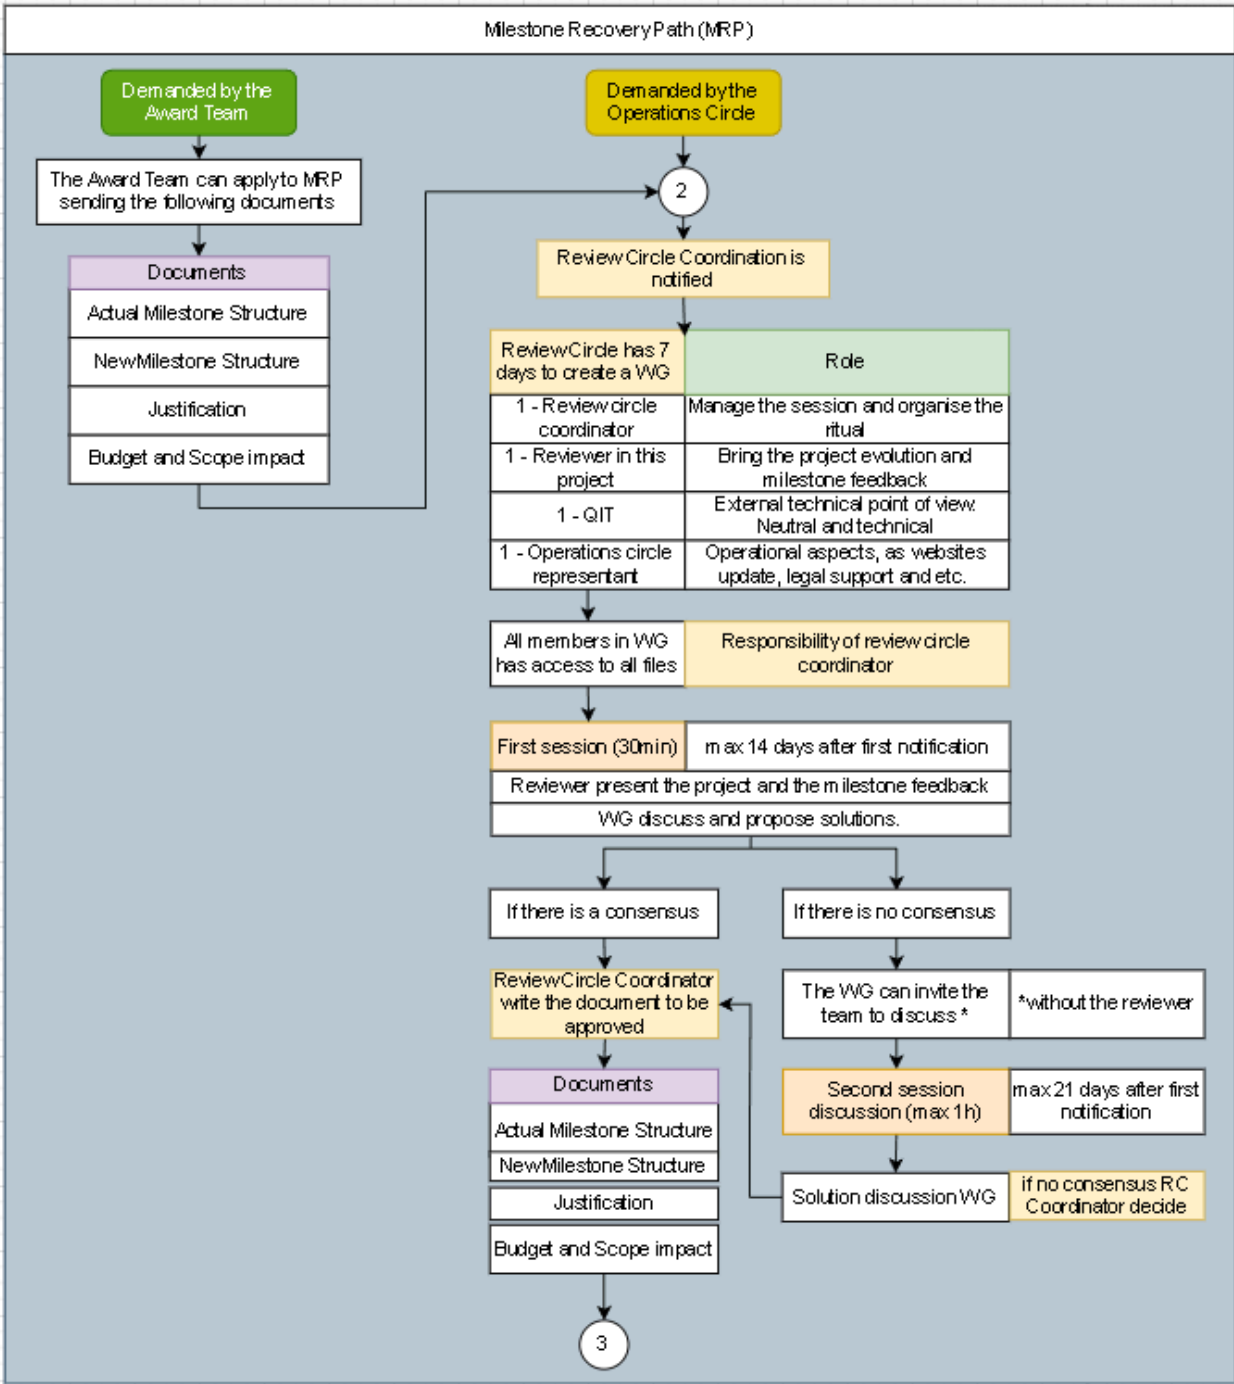 Milestone Recovery Path (MRP)
Demanded by the
Award Team
The Award Team can apply to MRP
sending the following documents
Documents
Actual Milestone Structure
New Milestone Structure
Justification
Budget and Scope impact
Demanded by the
Operations Circle
2
Review Circle Coordination is
notified
Review Circle has 7
days to create a WG
Role
1 - Review circle
coordinator
Manage the session and organise the
ritual
1 - Reviewer in this
project
Bring the project evolution and
milestone feedback
1 - QIT
External technical point of view.
Neutral and technical
1 - Operations circle
representant
Operational aspects, as websites
update, legal support and etc.
All members in WG
has access to all files
Responsibility of review circle
coordinator
First session (30min)
max 14 days after first notification
Reviewer present the project and the milestone feedback
WG discuss and propose solutions.
If there is a consensus
If there is no consensus
Review Circle Coordinator
write the document to be
approved
The WG can invite the
team to discuss *
*without the reviewer
Documents
Actual Milestone Structure
New Milestone Structure
Justification
Budget and Scope impact
Second session
discussion (max 1h)
max 21 days after first
notification
Solution discussion WG
if no consensus RC
Coordinator decide
3